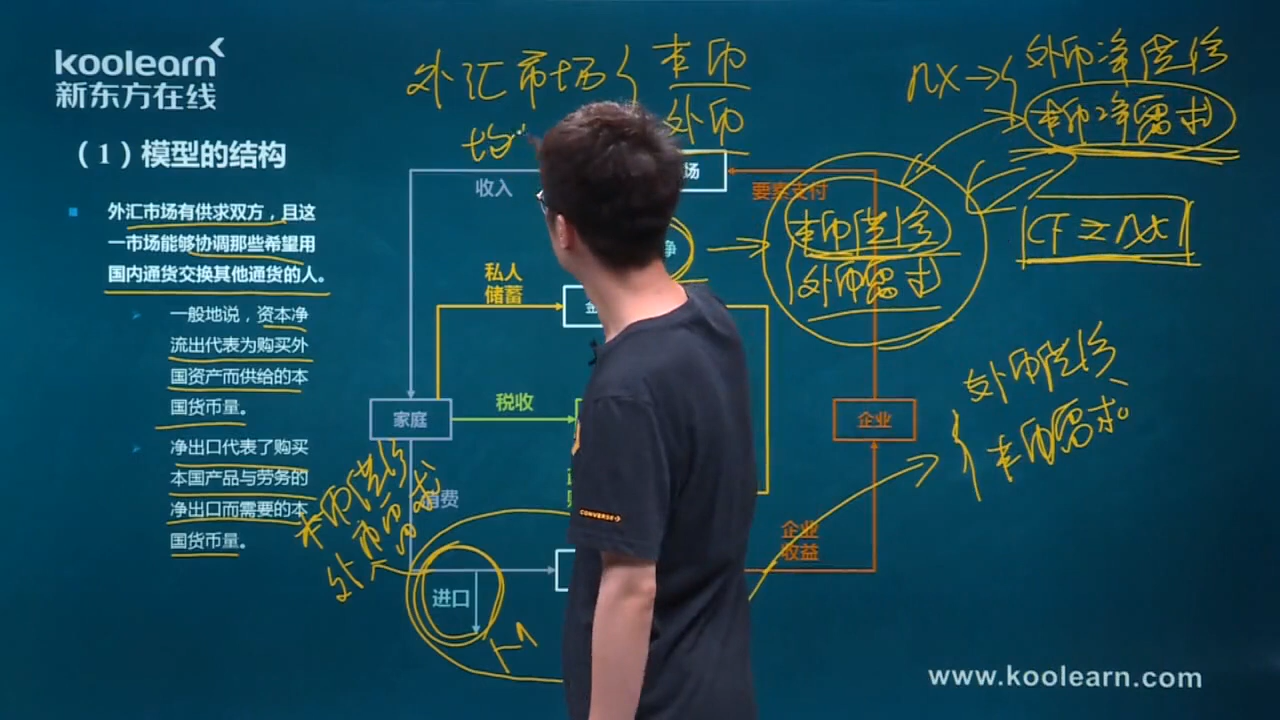 koolearn
新东方在线
(1)模型的结构
外汇市场有供求双方，且这
一市场能够协调那些希望用
国内通货交换其他通货的人。
一般地说，资本净
流出代表为购买外
国资产而供给的本
国货币量。
净出口代表了购买
本国产品与劳务的
净出口而需要的本
国货币量。
外汇市场{本币
外币
均
NX→{外币净供给
本币净需求
CF≥NX
场
收入
要素支付
净
本币供给
外币需求
私人
储蓄
金
税收
家庭
企业
消费
本币供给
外币需求
外币供给
本币需求。
企业
收益
进口
www.koolearn.com